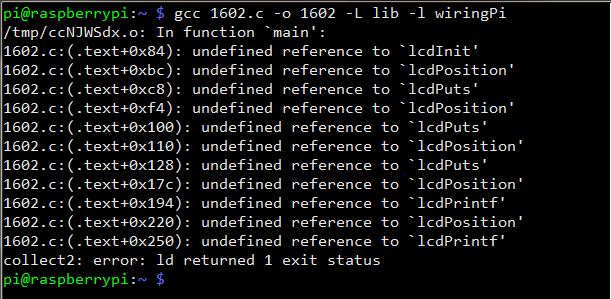 pi@raspberrypi:~ $ gcc 1602.c -o 1602 -L lib -l wiringPi
/tmp/ccNJWSdx.o: In function `main':
1602.c:(.text+0x84): undefined reference to `lcdInit'
1602.c:(.text+0xbc): undefined reference to `lcdPosition'
1602.c:(.text+0xc8): undefined reference to `lcdPuts'
1602.c:(.text+0xf4): undefined reference to `lcdPosition'
1602.c:(.text+0x100): undefined reference to `lcdPuts'
1602.c:(.text+0x110): undefined reference to `lcdPosition'
1602.c:(.text+0x128): undefined reference to `lcdPuts'
1602.c:(.text+0x17c): undefined reference to `lcdPosition'
1602.c:(.text+0x194): undefined reference to `lcdPrintf'
1602.c:(.text+0x220): undefined reference to `lcdPosition'
1602.c:(.text+0x250): undefined reference to `lcdPrintf'
collect2: error: ld returned 1 exit status
pi@raspberrypi:~ $